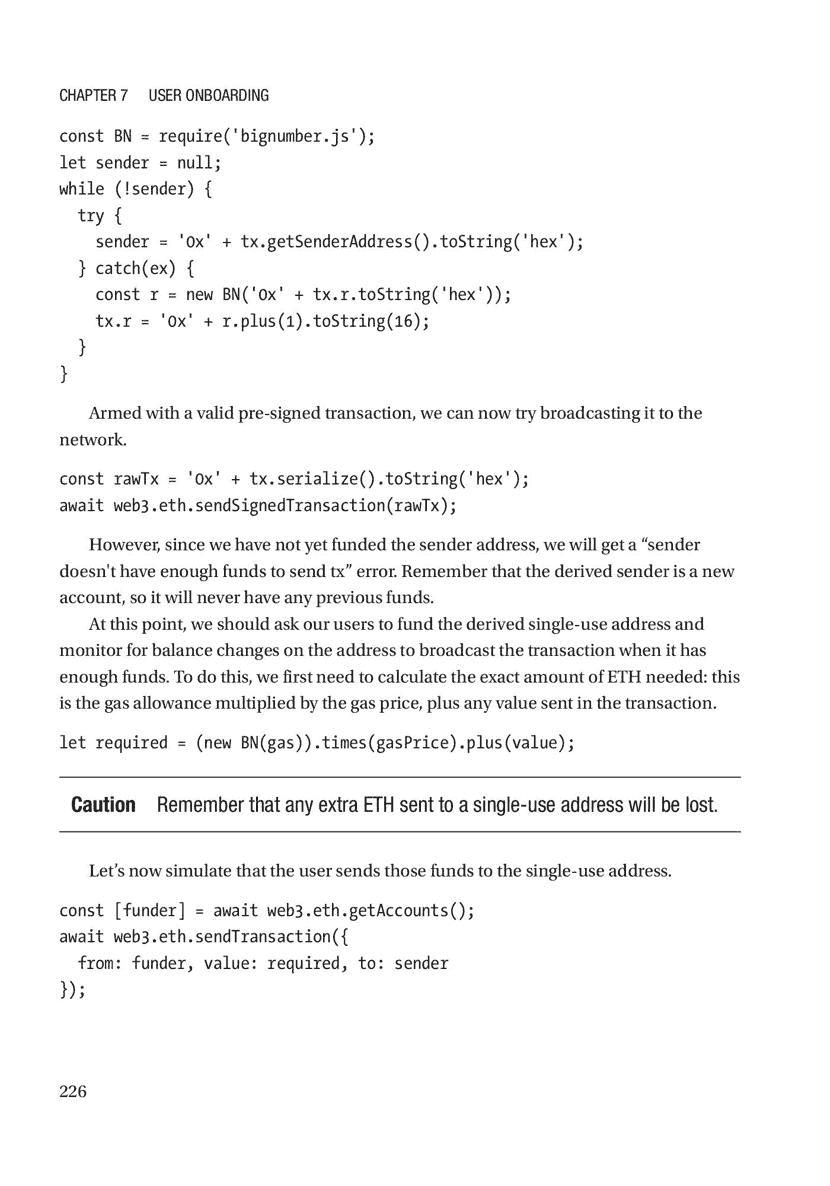 CHAPTER 7 USER ONBOARDING
const BN = require('bignumber.js');
let sender = null;
while (!sender) {
  try {
    sender = '0x' + tx.getSenderAddress().toString('hex');
  } catch(ex) {
    const r = new BN('0x' + tx.r.toString('hex'));
    tx.r = '0x' + r.plus(1).toString(16);
  }
}
Armed with a valid pre-signed transaction, we can now try broadcasting it to the
network.
const rawTx = '0x' + tx.serialize().toString('hex');
await web3.eth.sendSignedTransaction(rawTx);
However, since we have not yet funded the sender address, we will get a “sender
doesn't have enough funds to send tx” error. Remember that the derived sender is a new
account, so it will never have any previous funds.
At this point, we should ask our users to fund the derived single-use address and
monitor for balance changes on the address to broadcast the transaction when it has
enough funds. To do this, we first need to calculate the exact amount of ETH needed: this
is the gas allowance multiplied by the gas price, plus any value sent in the transaction.
let required = (new BN(gas)).times(gasPrice).plus(value);
Caution Remember that any extra ETH sent to a single-use address will be lost.
Let’s now simulate that the user sends those funds to the single-use address.
const [funder] = await web3.eth.getAccounts();
await web3.eth.sendTransaction({
  from: funder, value: required, to: sender
});
226